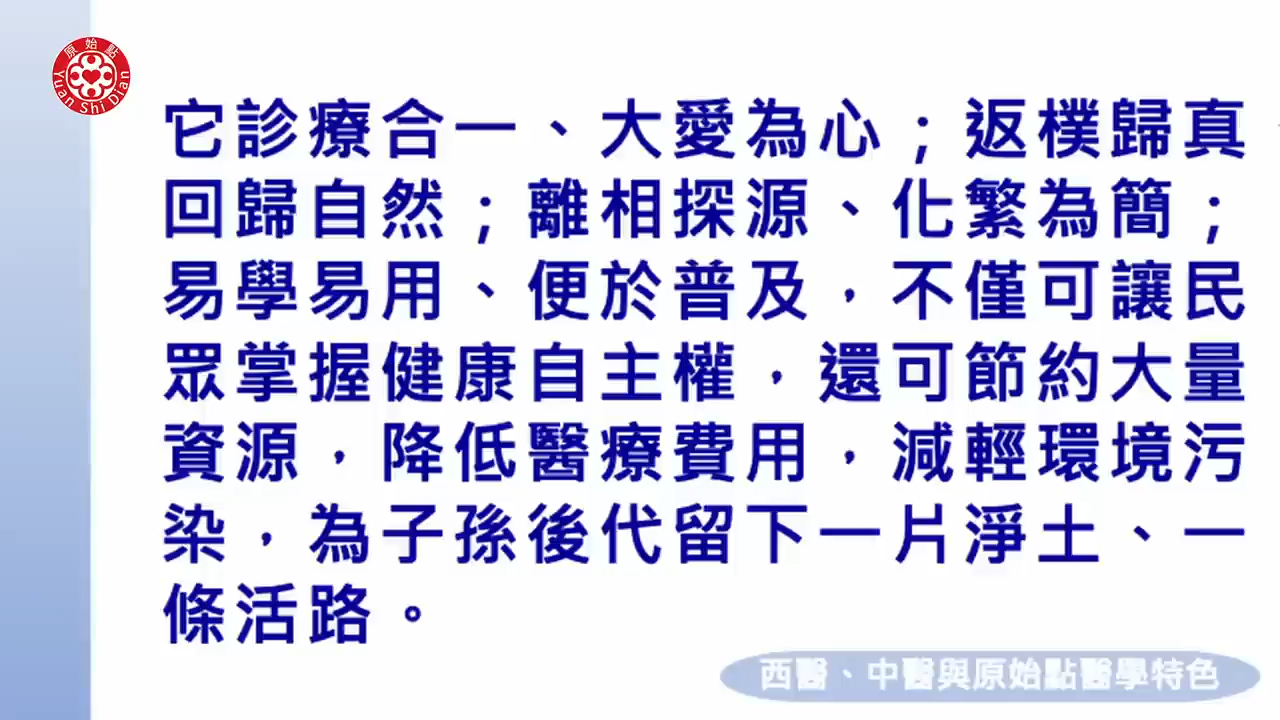 原始點
Yuan Shi Dian
它診療合一、大愛為心；返樸歸真、
回歸自然；離相探源、化繁為簡；
易學易用、便於普及，不僅可讓民
眾掌握健康自主權，還可節約大量
資源，降低醫療費用，減輕環境污
染，為子孫後代留下一片淨土、一
條活路。
西醫、中醫與原始點醫學特色